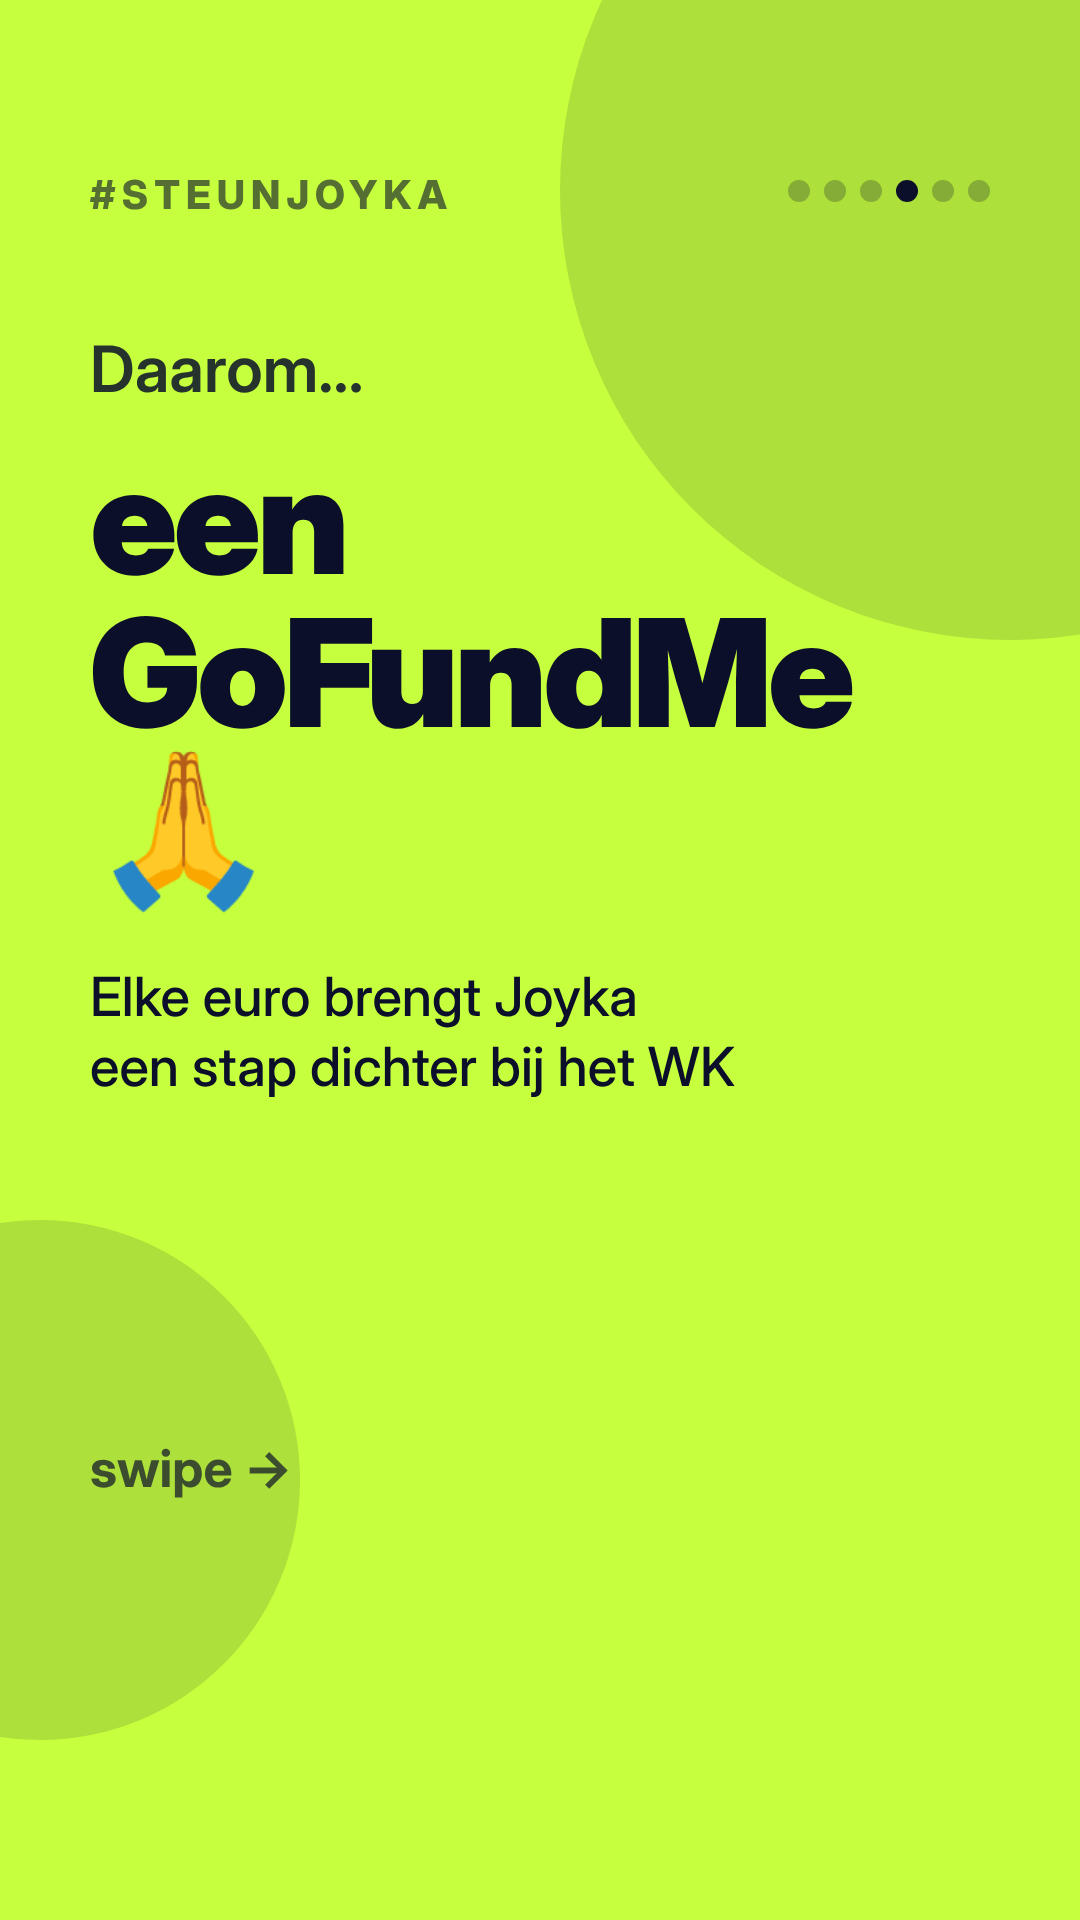 #STEUNJOYKA
Daarom...
een
GoFundMe
🙏
Elke euro brengt Joyka
een stap dichter bij het WK
swipe →